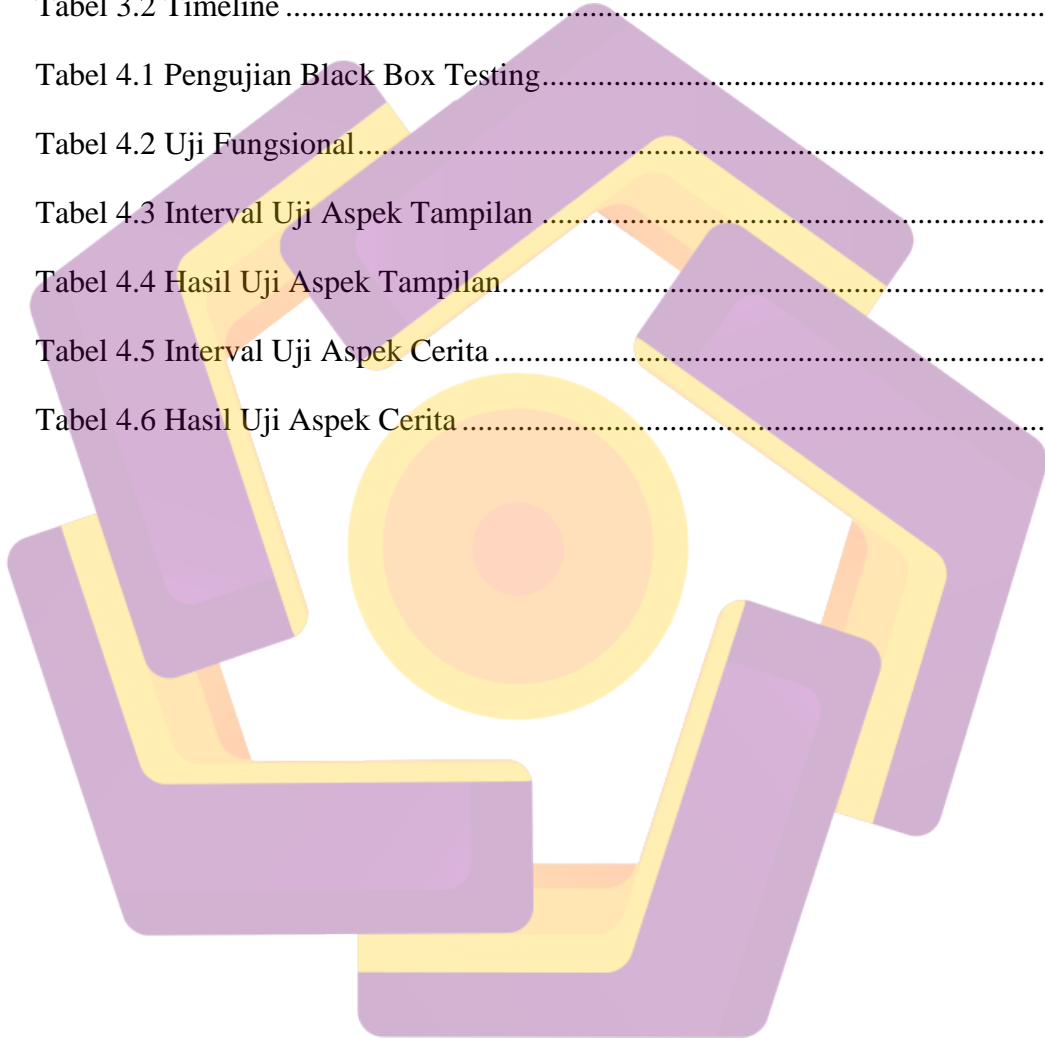 Tabel 3.2 Timeline ........................................................................................................
Tabel 4.1 Pengujian Black Box Testing....................................................................
Tabel 4.2 Uji Fungsional..............................................................................................
Tabel 4.3 Interval Uji Aspek Tampilan ....................................................................
Tabel 4.4 Hasil Uji Aspek Tampilan..........................................................................
Tabel 4.5 Interval Uji Aspek Cerita ...........................................................................
Tabel 4.6 Hasil Uji Aspek Cerita ................................................................................